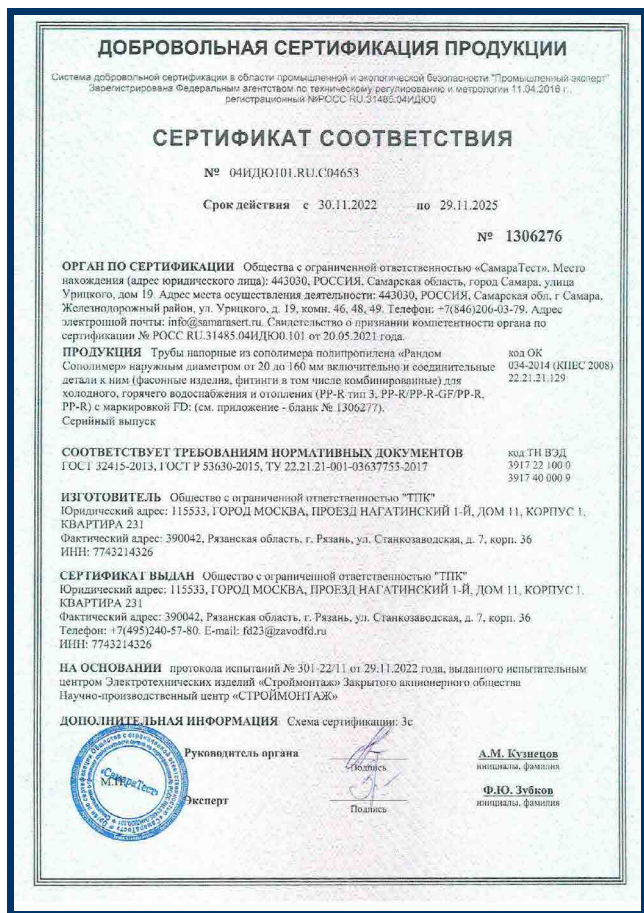 ДОБРОВОЛЬНАЯ СЕРТИФИКАЦИЯ ПРОДУКЦИИ
Система добровольной сертификации в области промышленной и экологической безопасности "Промышленный эксперт"
Зарегистрирована Федеральным агентством по техническому регулированию и метрологии 11.04.2016 г.,
регистрационный №РОСС RU.31485.04ИДЮ0
СЕРТИФИКАТ СООТВЕТСТВИЯ
№ 04ИДЮ101.RU.С04653
Срок действия с 30.11.2022 по 29.11.2025
№ 1306276
ОРГАН ПО СЕРТИФИКАЦИИ Общества с ограниченной ответственностью «СамараТест». Место
нахождения (адрес юридического лица): 443030, РОССИЯ, Самарская область, город Самара, улица
Урицкого, дом 19. Адрес места осуществления деятельности: 443030, РОССИЯ, Самарская обл, г Самара,
Железнодорожный район, ул. Урицкого, д. 19, комн. 46, 48, 49. Телефон: +7(846)206-03-79. Адрес
электронной почты: info@samarasert.ru. Свидетельство о признании компетентности органа по
сертификации № РОСС RU.31485.04ИДЮ0.101 от 20.05.2021 года.
ПРОДУКЦИЯ Трубы напорные из сополимера полипропилена «Рандом
Сополимер» наружным диаметром от 20 до 160 мм включительно и соединительные
детали к ним (фасонные изделия, фитинги в том числе комбинированные) для
холодного, горячего водоснабжения и отопления (PP-R тип 3, PP-R/PP-R-GF/PP-R,
PP-R) с маркировкой FD: (см. приложение - бланк № 1306277).
Серийный выпуск
код ОК
034-2014 (КПЕС 2008)
22.21.21.129
СООТВЕТСТВУЕТ ТРЕБОВАНИЯМ НОРМАТИВНЫХ ДОКУМЕНТОВ
ГОСТ 32415-2013, ГОСТ Р 53630-2015, ТУ 22.21.21-001-03637755-2017
код ТН ВЭД
3917 22 100 0
3917 40 000 9
ИЗГОТОВИТЕЛЬ Общество с ограниченной ответственностью "ТПК"
Юридический адрес: 115533, ГОРОД МОСКВА, ПРОЕЗД НАГАТИНСКИЙ 1-Й, ДОМ 11, КОРПУС 1,
КВАРТИРА 231
Фактический адрес: 390042, Рязанская область, г. Рязань, ул. Станкозаводская, д. 7, корп. 36
ИНН: 7743214326
СЕРТИФИКАТ ВЫДАН Общество с ограниченной ответственностью "ТПК"
Юридический адрес: 115533, ГОРОД МОСКВА, ПРОЕЗД НАГАТИНСКИЙ 1-Й, ДОМ 11, КОРПУС 1,
КВАРТИРА 231
Фактический адрес: 390042, Рязанская область, г. Рязань, ул. Станкозаводская, д. 7, корп. 36
Телефон: +7(495)240-57-80. E-mail: fd23@zavodfd.ru
ИНН: 7743214326
НА ОСНОВАНИИ протокола испытаний № 301-22/11 от 29.11.2022 года, выданного испытательным
центром Электротехнических изделий «Строймонтаж» Закрытого акционерного общества
Научно-производственный центр «СТРОЙМОНТАЖ»
ДОПОЛНИТЕЛЬНАЯ ИНФОРМАЦИЯ Схема сертификации: 3с
Руководитель органа
Подпись
А.М. Кузнецов
инициалы, фамилия
М.П.
«СамараТест»
Эксперт
Подпись
Ф.Ю. Зубков
инициалы, фамилия